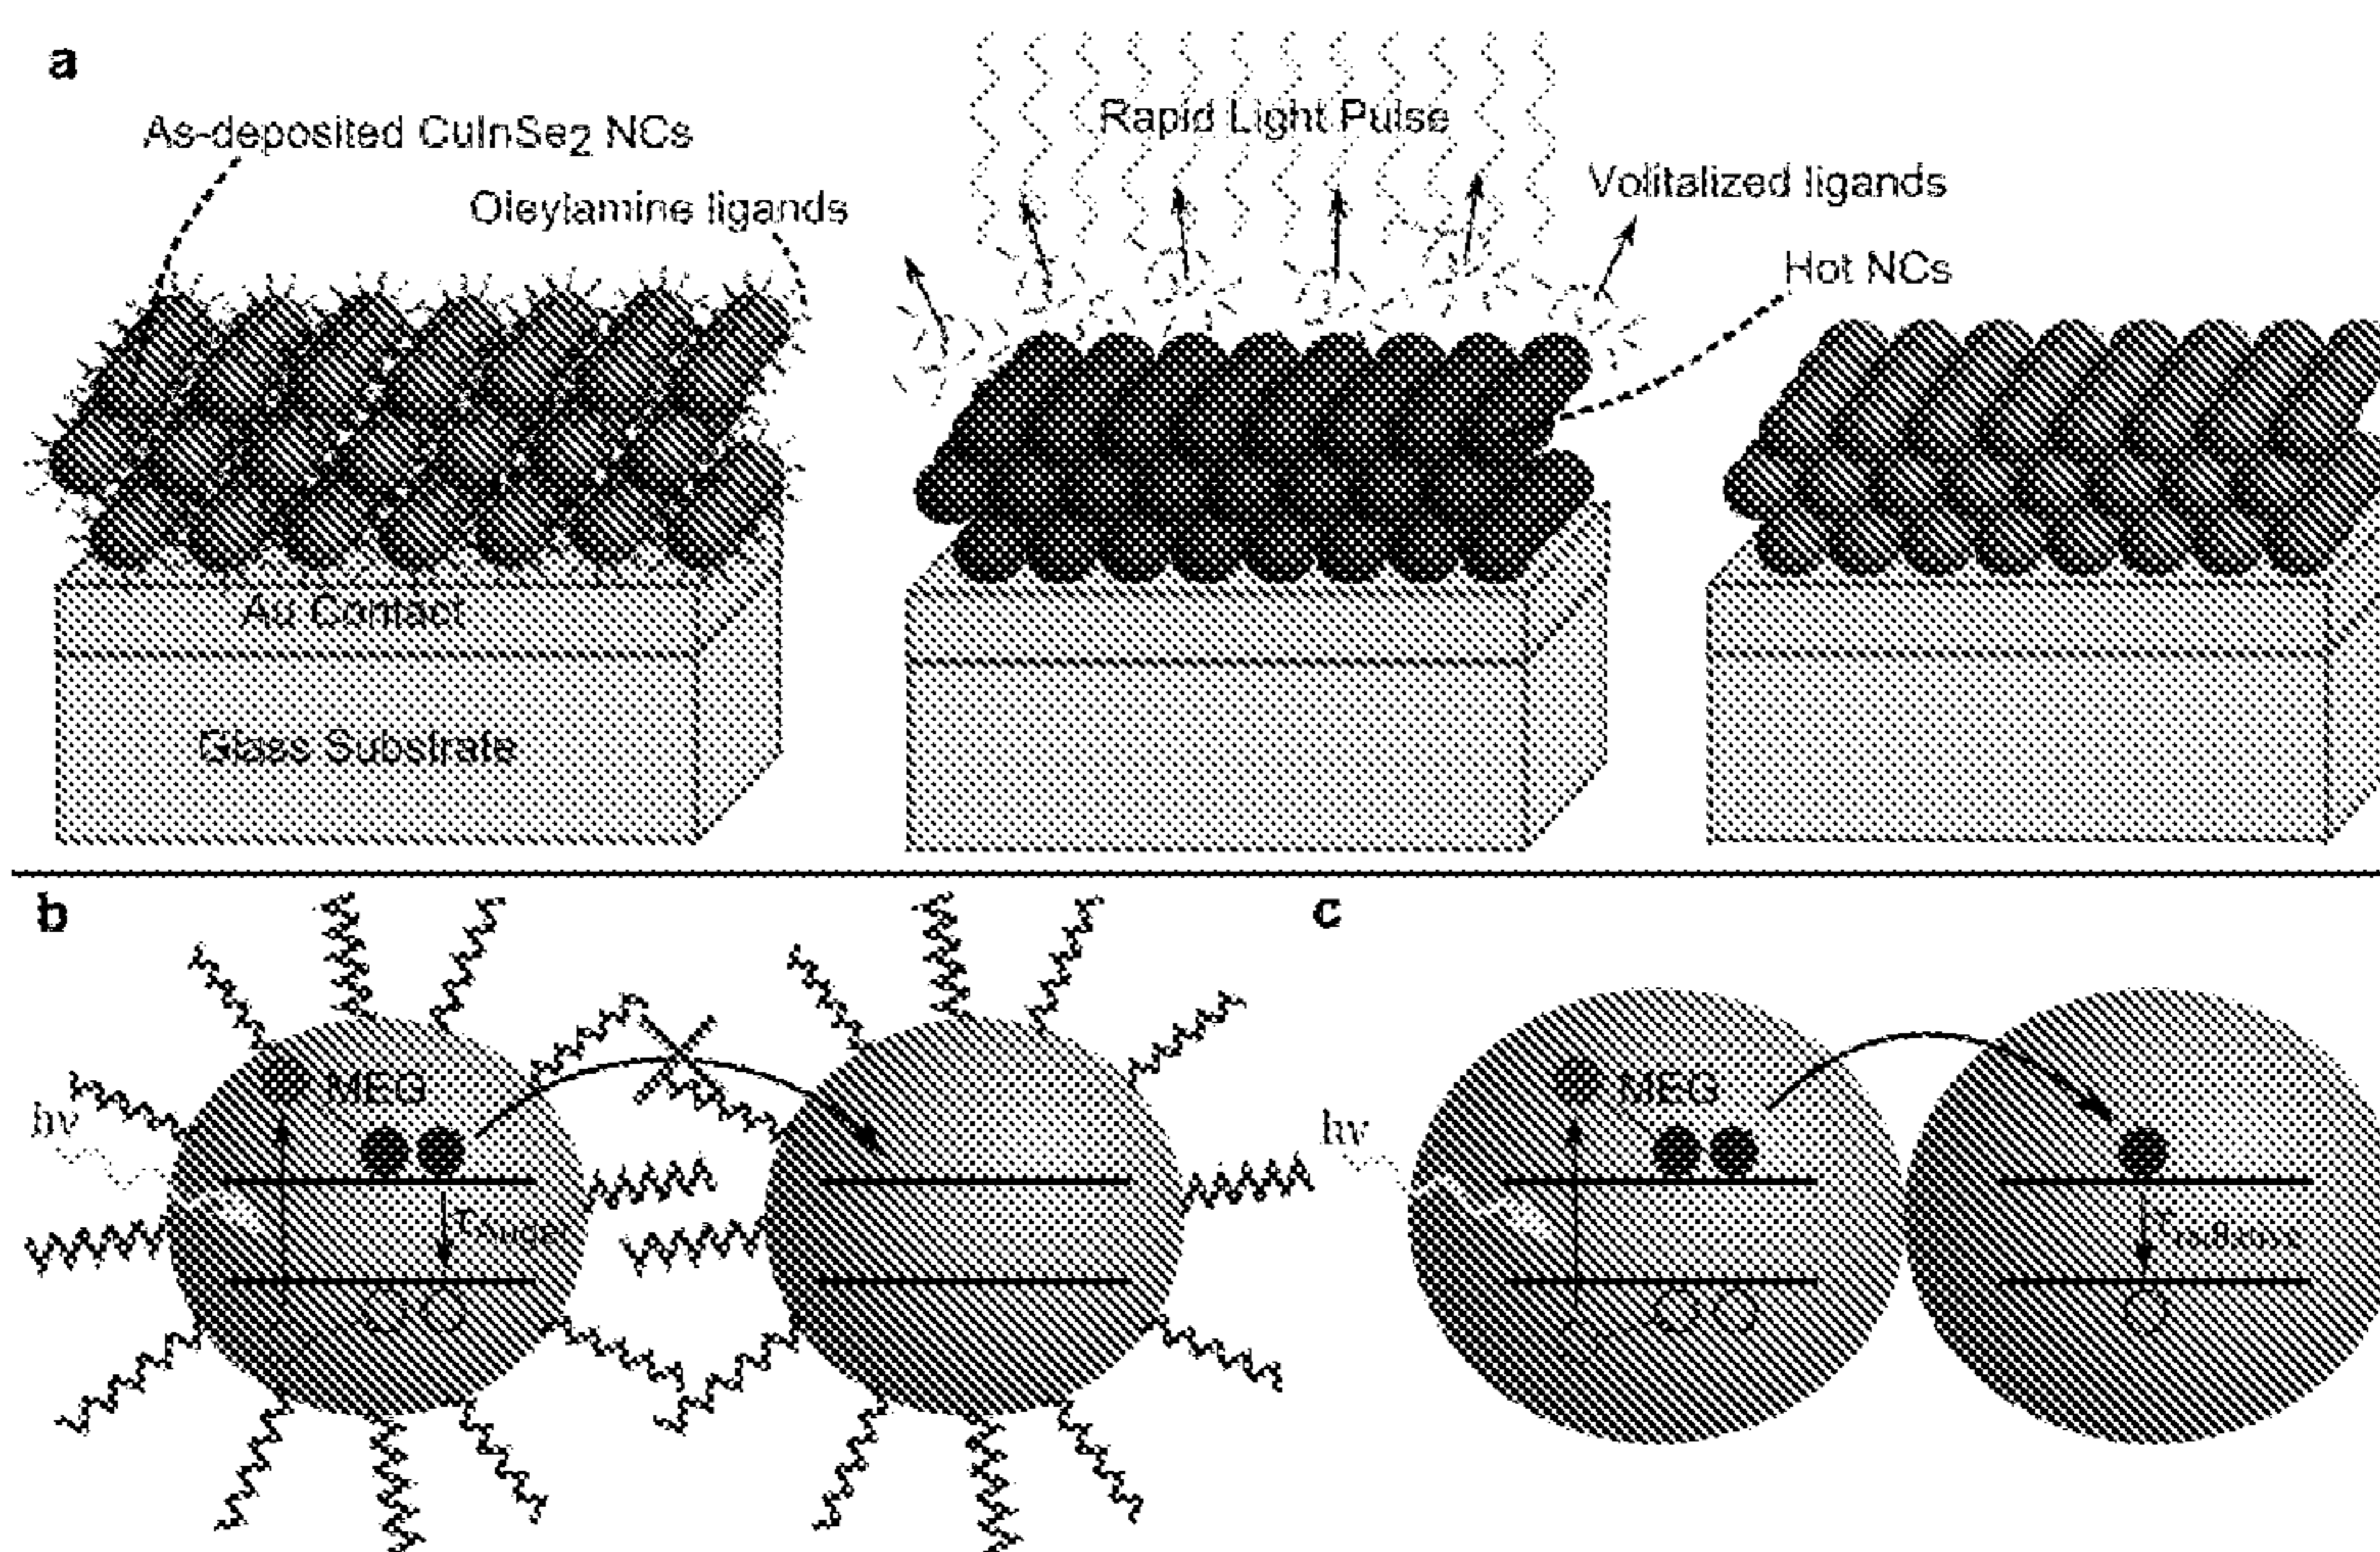 a
As-deposited CuInSe2 NCs
Oleylamine ligands
Rapid Light Pulse
Volitalized ligands
Hot NCs
Au Contact
Glass Substrate
b
hν
MEG
τAuger
c
hν
MEG
τradiative